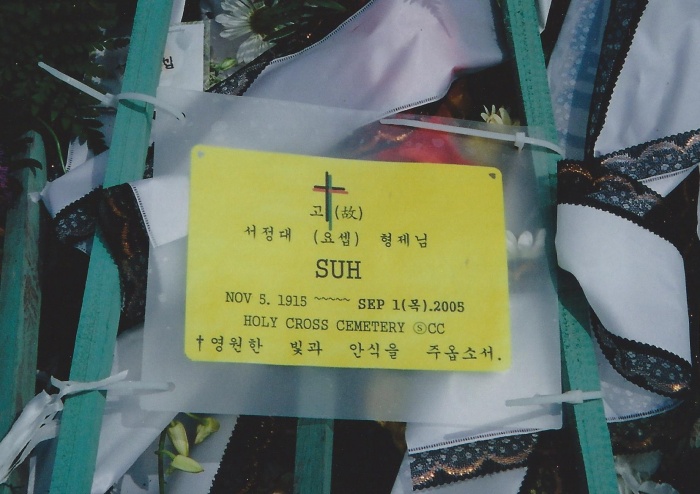 고 (故)
서정대 (요셉) 형제님
SUH
NOV 5. 1915 ~~~~~ SEP 1(목).2005
HOLY CROSS CEMETERY ⓢCC
✝영원한 빛과 안식을 주옵소서.